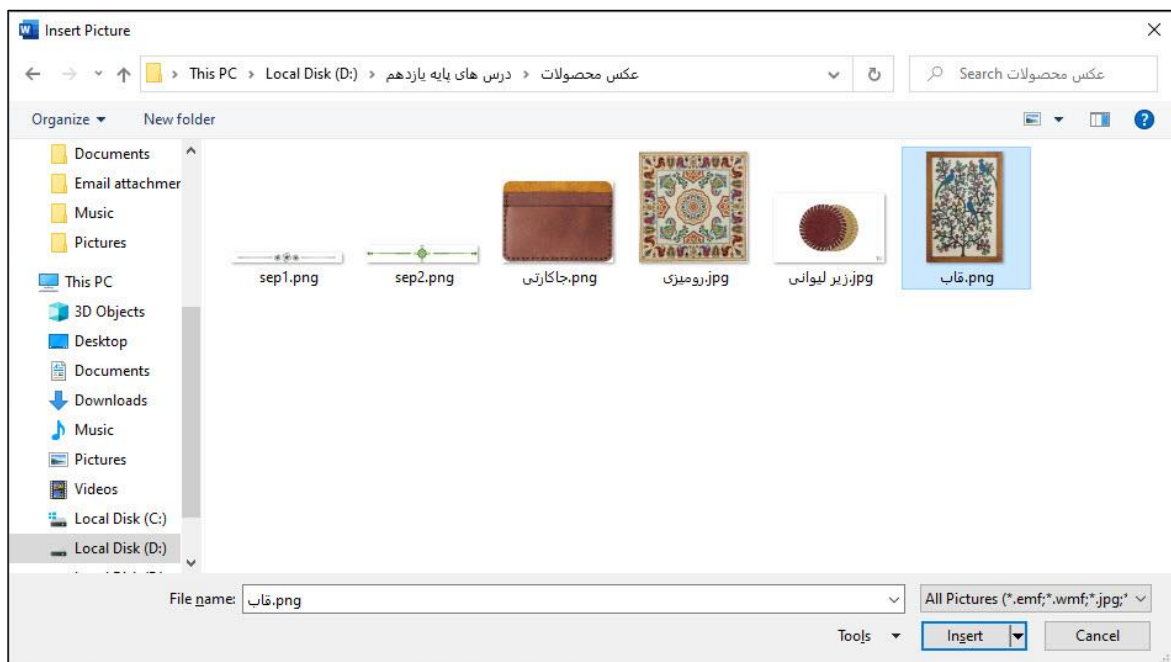 Insert Picture
This PC > Local Disk (D:) > درس های پایه یازدهم > عکس محصولات
Search عکس محصولات
Organize
New folder
Documents
Email attachmer
Music
Pictures
This PC
3D Objects
Desktop
Documents
Downloads
Music
Pictures
Videos
Local Disk (C:)
Local Disk (D:)
sep1.png
sep2.png
جاکارتی.png
رومیزی.jpg
زیر لیوانی.jpg
قاب.png
File name: قاب.png
All Pictures (*.emf;*.wmf;*.jpg;*
Tools
Insert
Cancel